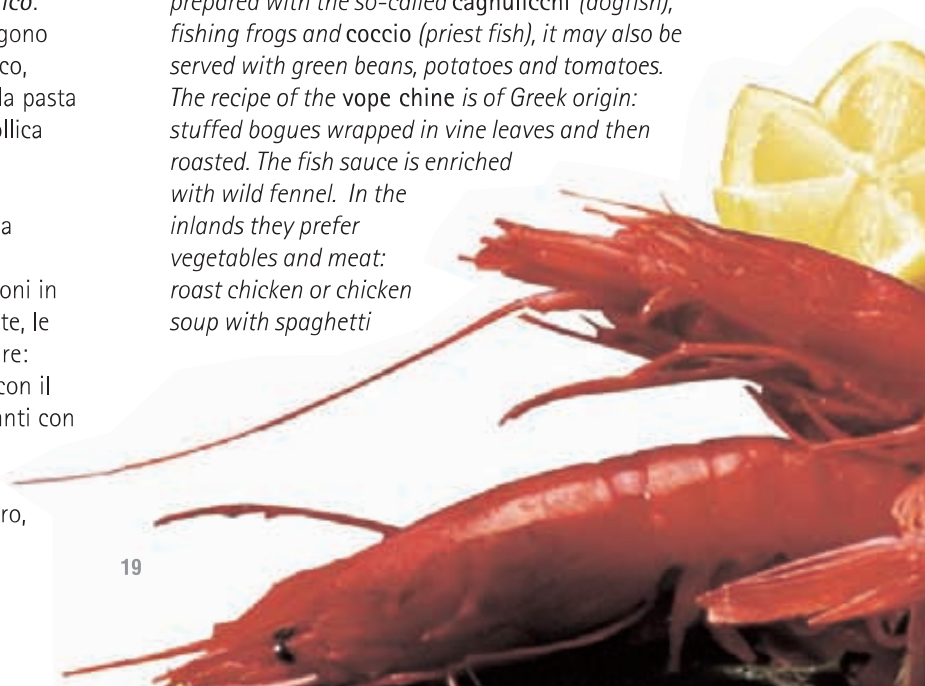 ico.
gono
co,
la pasta
ollica
a
oni in
te, le
re:
con il
anti con
ro,
prepared with the so-called cagnulicchi (dogfish),
fishing frogs and coccio (priest fish), it may also be
served with green beans, potatoes and tomatoes.
The recipe of the vope chine is of Greek origin:
stuffed bogues wrapped in vine leaves and then
roasted. The fish sauce is enriched
with wild fennel. In the
inlands they prefer
vegetables and meat:
roast chicken or chicken
soup with spaghetti
19